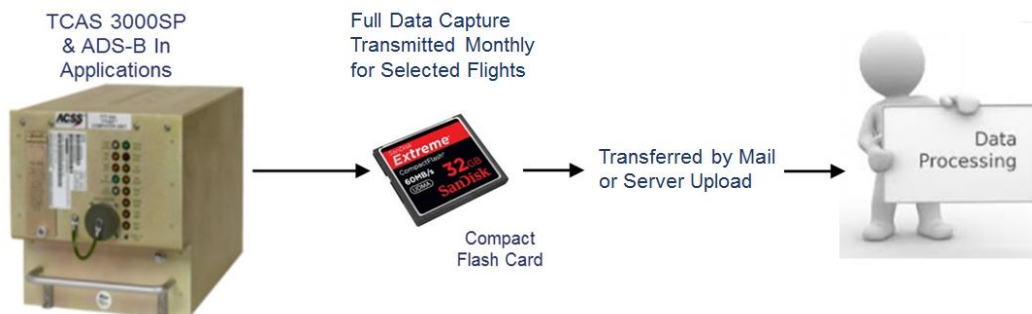 TCAS 3000SP
& ADS-B In
Applications
ACSS
Full Data Capture
Transmitted Monthly
for Selected Flights
SanDisk
Extreme
CompactFlash
60MB/s
32GB
UDMA
SanDisk
Compact
Flash Card
Transferred by Mail
or Server Upload
Data
Processing